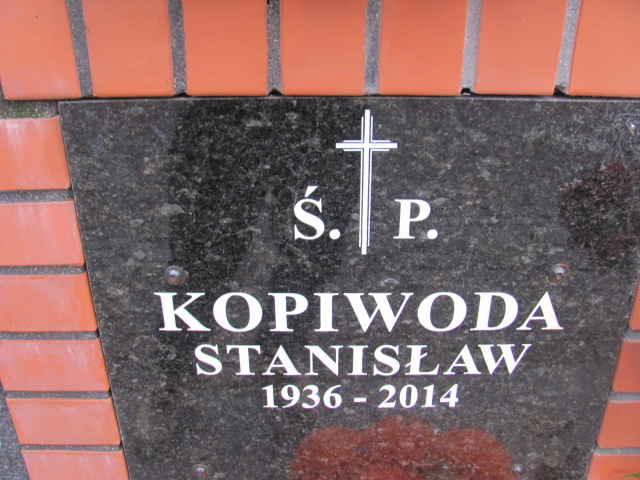 Ś. P.
KOPIWODA
STANISŁAW
1936 - 2014